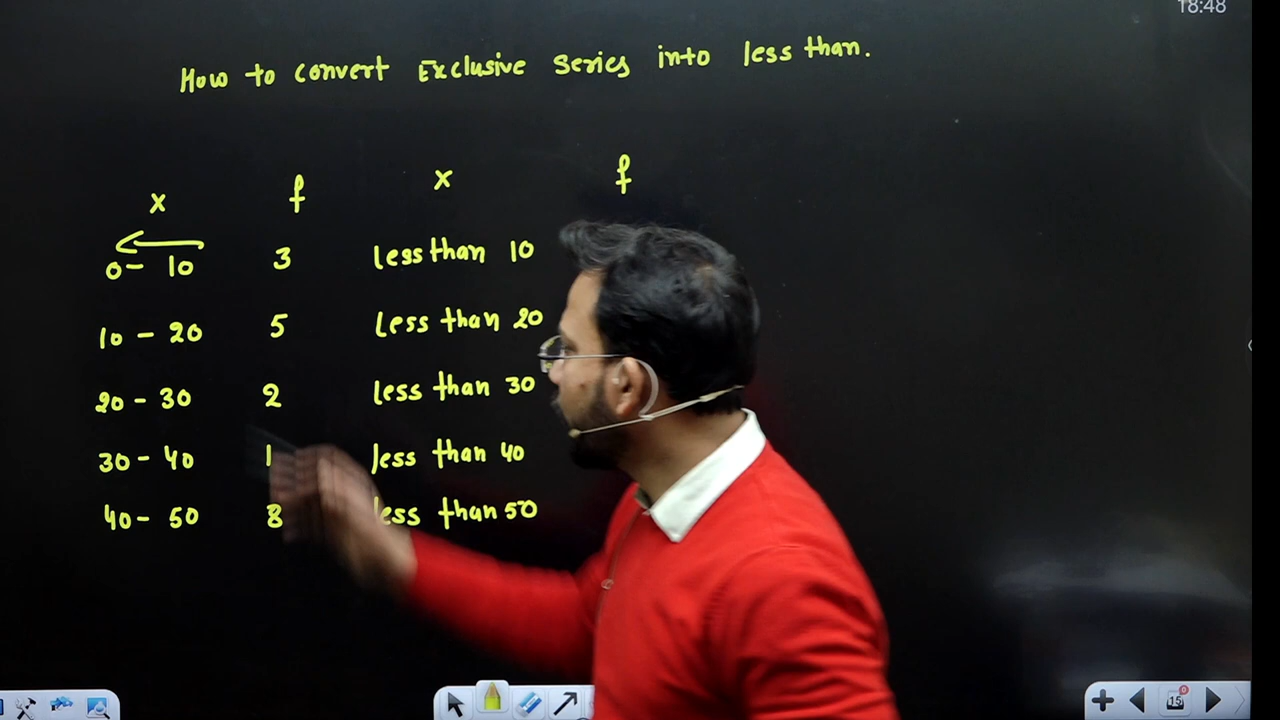 18:48
How to convert Exclusive Series into less than.
x f x f
0 - 10 3 less than 10
10 - 20 5 less than 20
20 - 30 2 less than 30
30 - 40 1 less than 40
40 - 50 8 less than 50
15